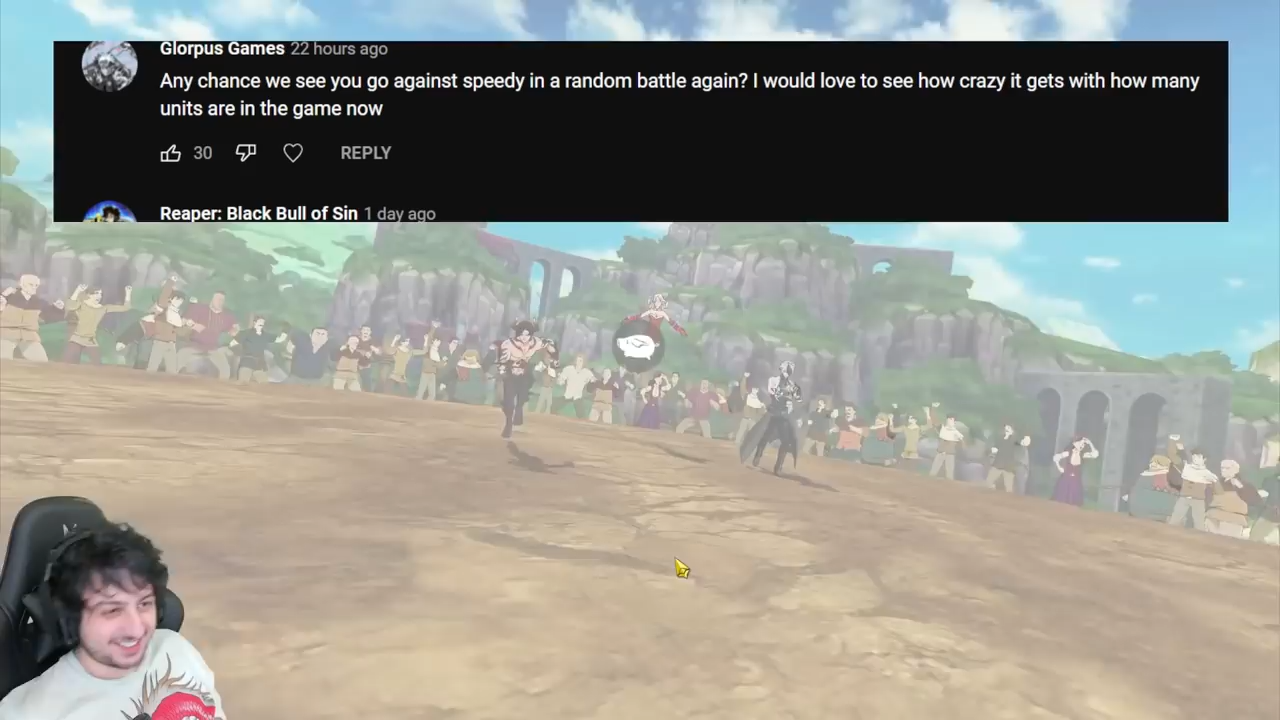 Glorpus Games 22 hours ago
Any chance we see you go against speedy in a random battle again? I would love to see how crazy it gets with how many
units are in the game now
30 REPLY
Reaper: Black Bull of Sin 1 day ago